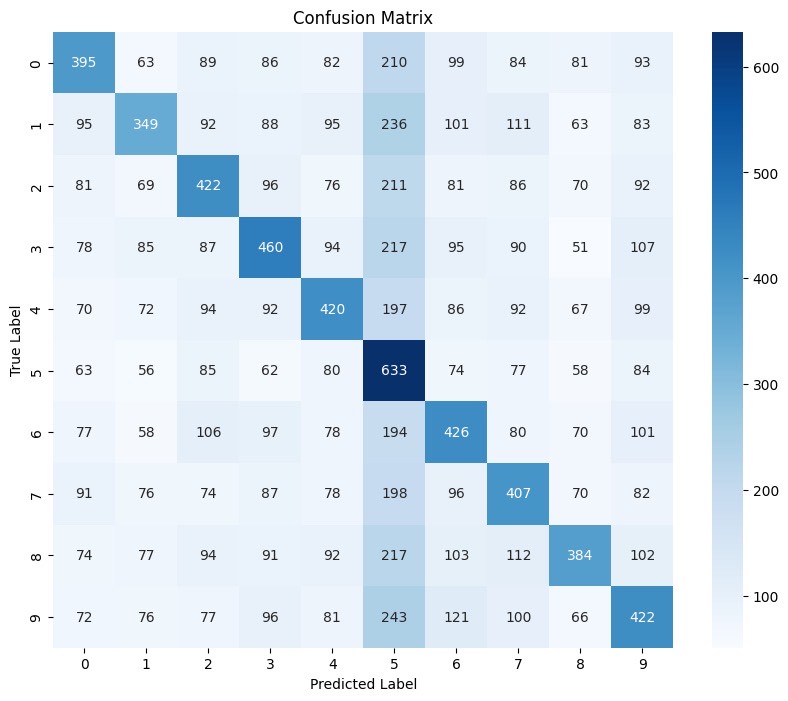 Confusion Matrix
0 395 63 89 86 82 210 99 84 81 93
1 95 349 92 88 95 236 101 111 63 83
2 81 69 422 96 76 211 81 86 70 92
3 78 85 87 460 94 217 95 90 51 107
4 70 72 94 92 420 197 86 92 67 99
5 63 56 85 62 80 633 74 77 58 84
6 77 58 106 97 78 194 426 80 70 101
7 91 76 74 87 78 198 96 407 70 82
8 74 77 94 91 92 217 103 112 384 102
9 72 76 77 96 81 243 121 100 66 422
0 1 2 3 4 5 6 7 8 9
True Label
Predicted Label
600
500
400
300
200
100